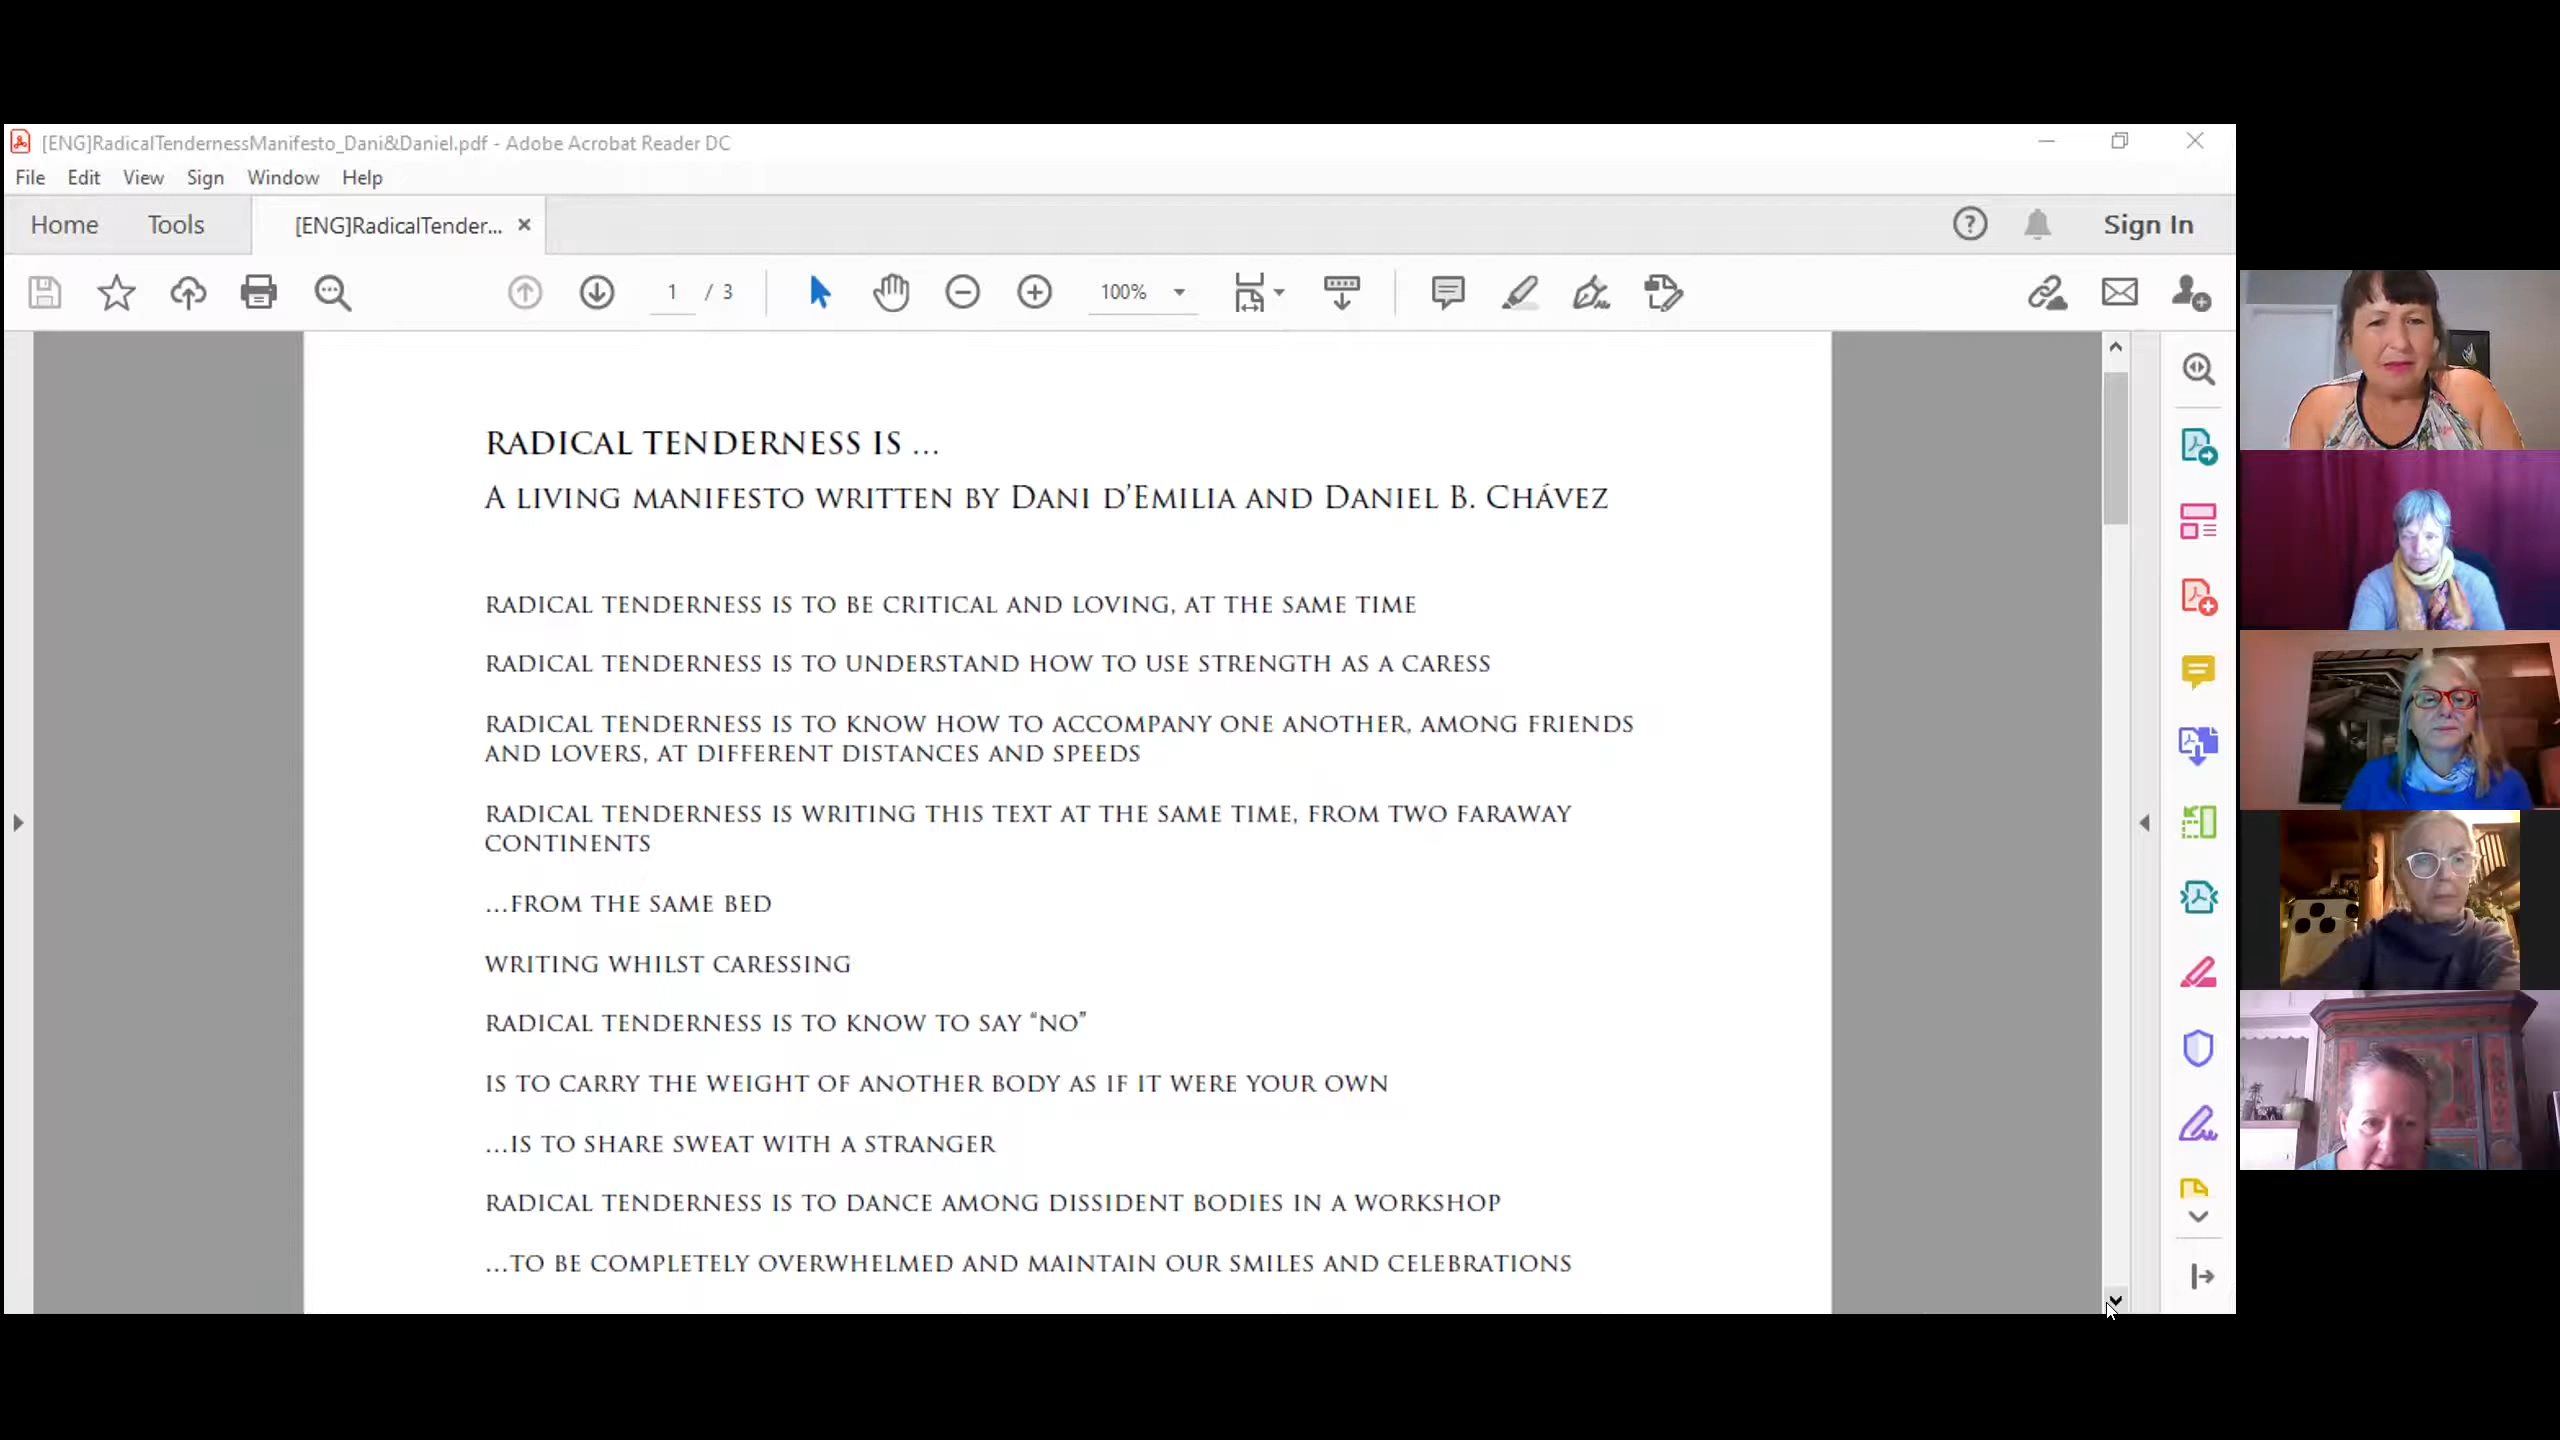 [ENG]RadicalTendernessManifesto_Dani&Daniel.pdf - Adobe Acrobat Reader DC
File Edit View Sign Window Help
Home Tools [ENG]RadicalTender... Sign In
1 / 3 100%
RADICAL TENDERNESS IS ...
A LIVING MANIFESTO WRITTEN BY DANI D'EMILIA AND DANIEL B. CHÁVEZ
RADICAL TENDERNESS IS TO BE CRITICAL AND LOVING, AT THE SAME TIME
RADICAL TENDERNESS IS TO UNDERSTAND HOW TO USE STRENGTH AS A CARESS
RADICAL TENDERNESS IS TO KNOW HOW TO ACCOMPANY ONE ANOTHER, AMONG FRIENDS
AND LOVERS, AT DIFFERENT DISTANCES AND SPEEDS
RADICAL TENDERNESS IS WRITING THIS TEXT AT THE SAME TIME, FROM TWO FARAWAY
CONTINENTS
...FROM THE SAME BED
WRITING WHILST CARESSING
RADICAL TENDERNESS IS TO KNOW TO SAY “NO”
IS TO CARRY THE WEIGHT OF ANOTHER BODY AS IF IT WERE YOUR OWN
...IS TO SHARE SWEAT WITH A STRANGER
RADICAL TENDERNESS IS TO DANCE AMONG DISSIDENT BODIES IN A WORKSHOP
...TO BE COMPLETELY OVERWHELMED AND MAINTAIN OUR SMILES AND CELEBRATIONS